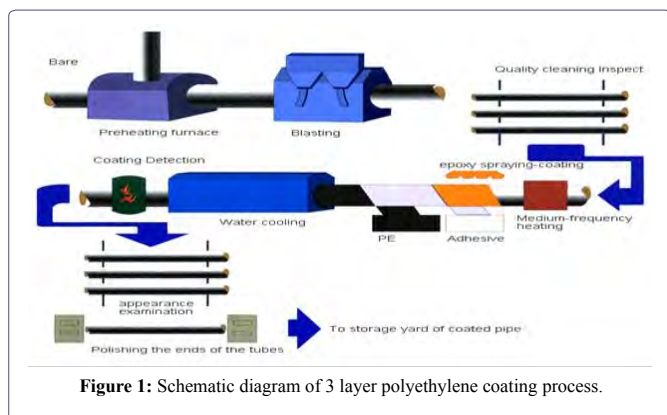 Bare
Quality cleaning inspect
Preheating furnace
Blasting
Coating Detection
epoxy spraying-coating
Water cooling
PE
Adhesive
Medium-frequency
heating
appearance
examination
To storage yard of coated pipe
Polishing the ends of the tubes
Figure 1: Schematic diagram of 3 layer polyethylene coating process.